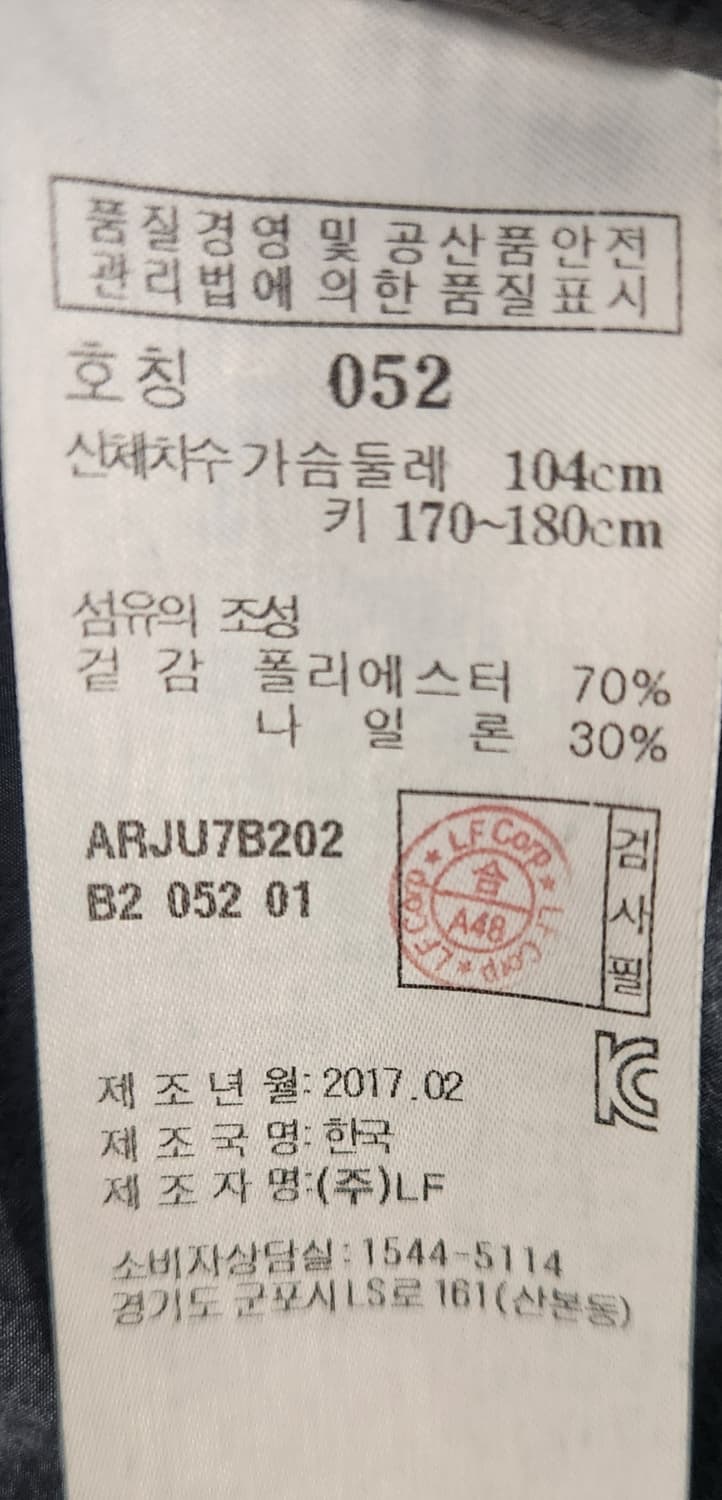 품질경영 및 공산품안전
관리법에 의한 품질표시
호칭 052
신체치수 가슴둘레 104cm
키 170~180cm
섬유의 조성
겉감 폴리에스터 70%
나일론 30%
ARJU7B202
B2 052 01
LF Corp ★ LF Corp ★ LF Corp ★
合
A48
검사필
제조년월: 2017.02
제조국명: 한국
제조자명:(주)LF
소비자상담실: 1544-5114
경기도 군포시 LS로 161(산본동)